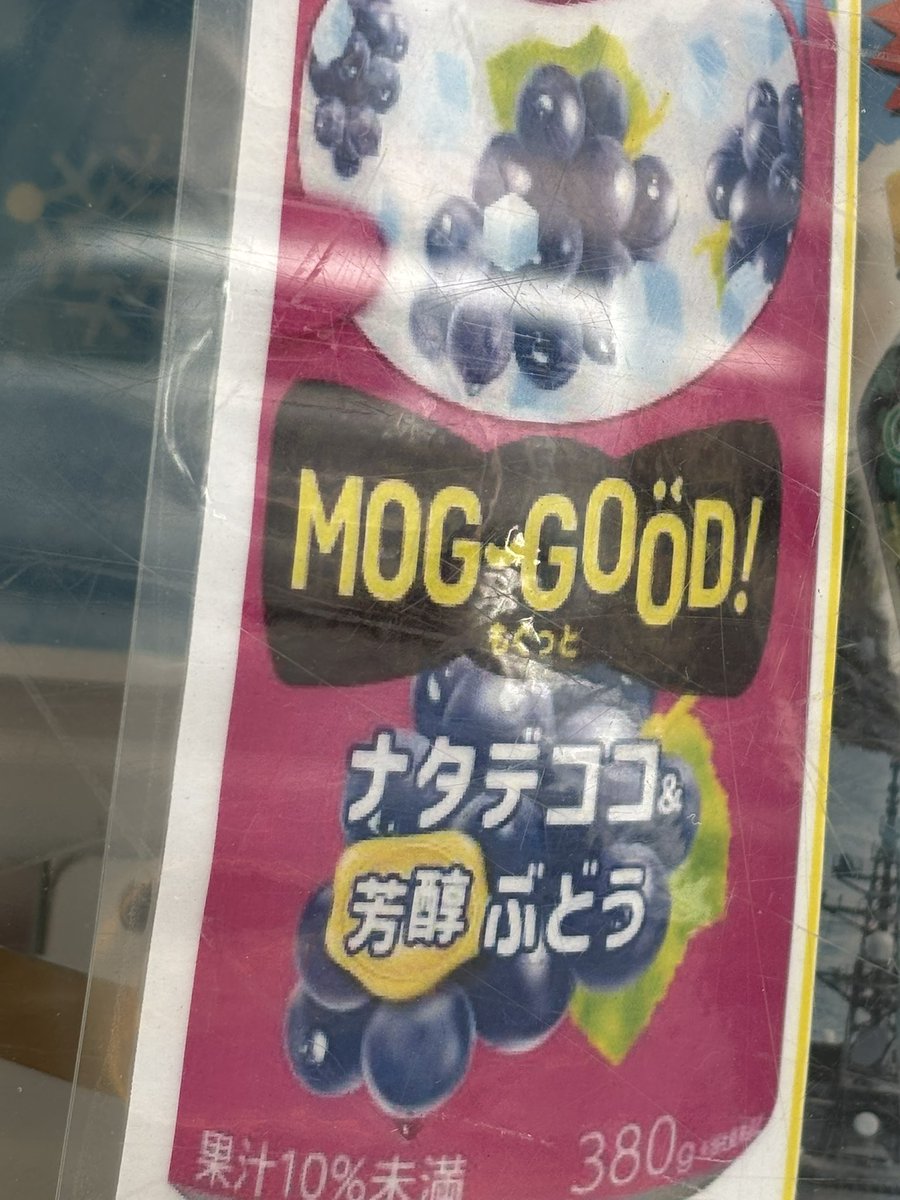 MOG-GOÖD!
もぐっと
ナタデココ&
芳醇ぶどう
果汁10%未満
380g